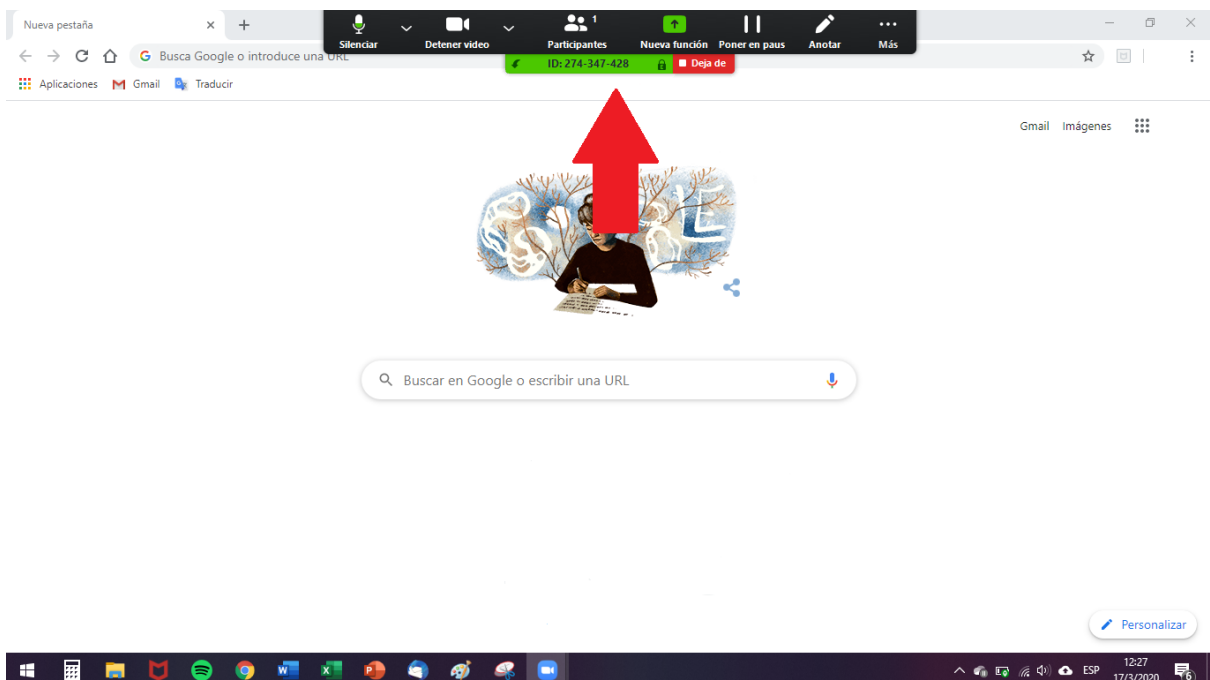 Nueva pestaña
1
Silenciar Detener video Participantes Nueva función Poner en paus Anotar Más
G Busca Google o introduce una URL
ID: 274-347-428 Deja de
Aplicaciones Gmail Traducir
Gmail Imágenes
Buscar en Google o escribir una URL
Personalizar
ESP 12:27
17/3/2020 6